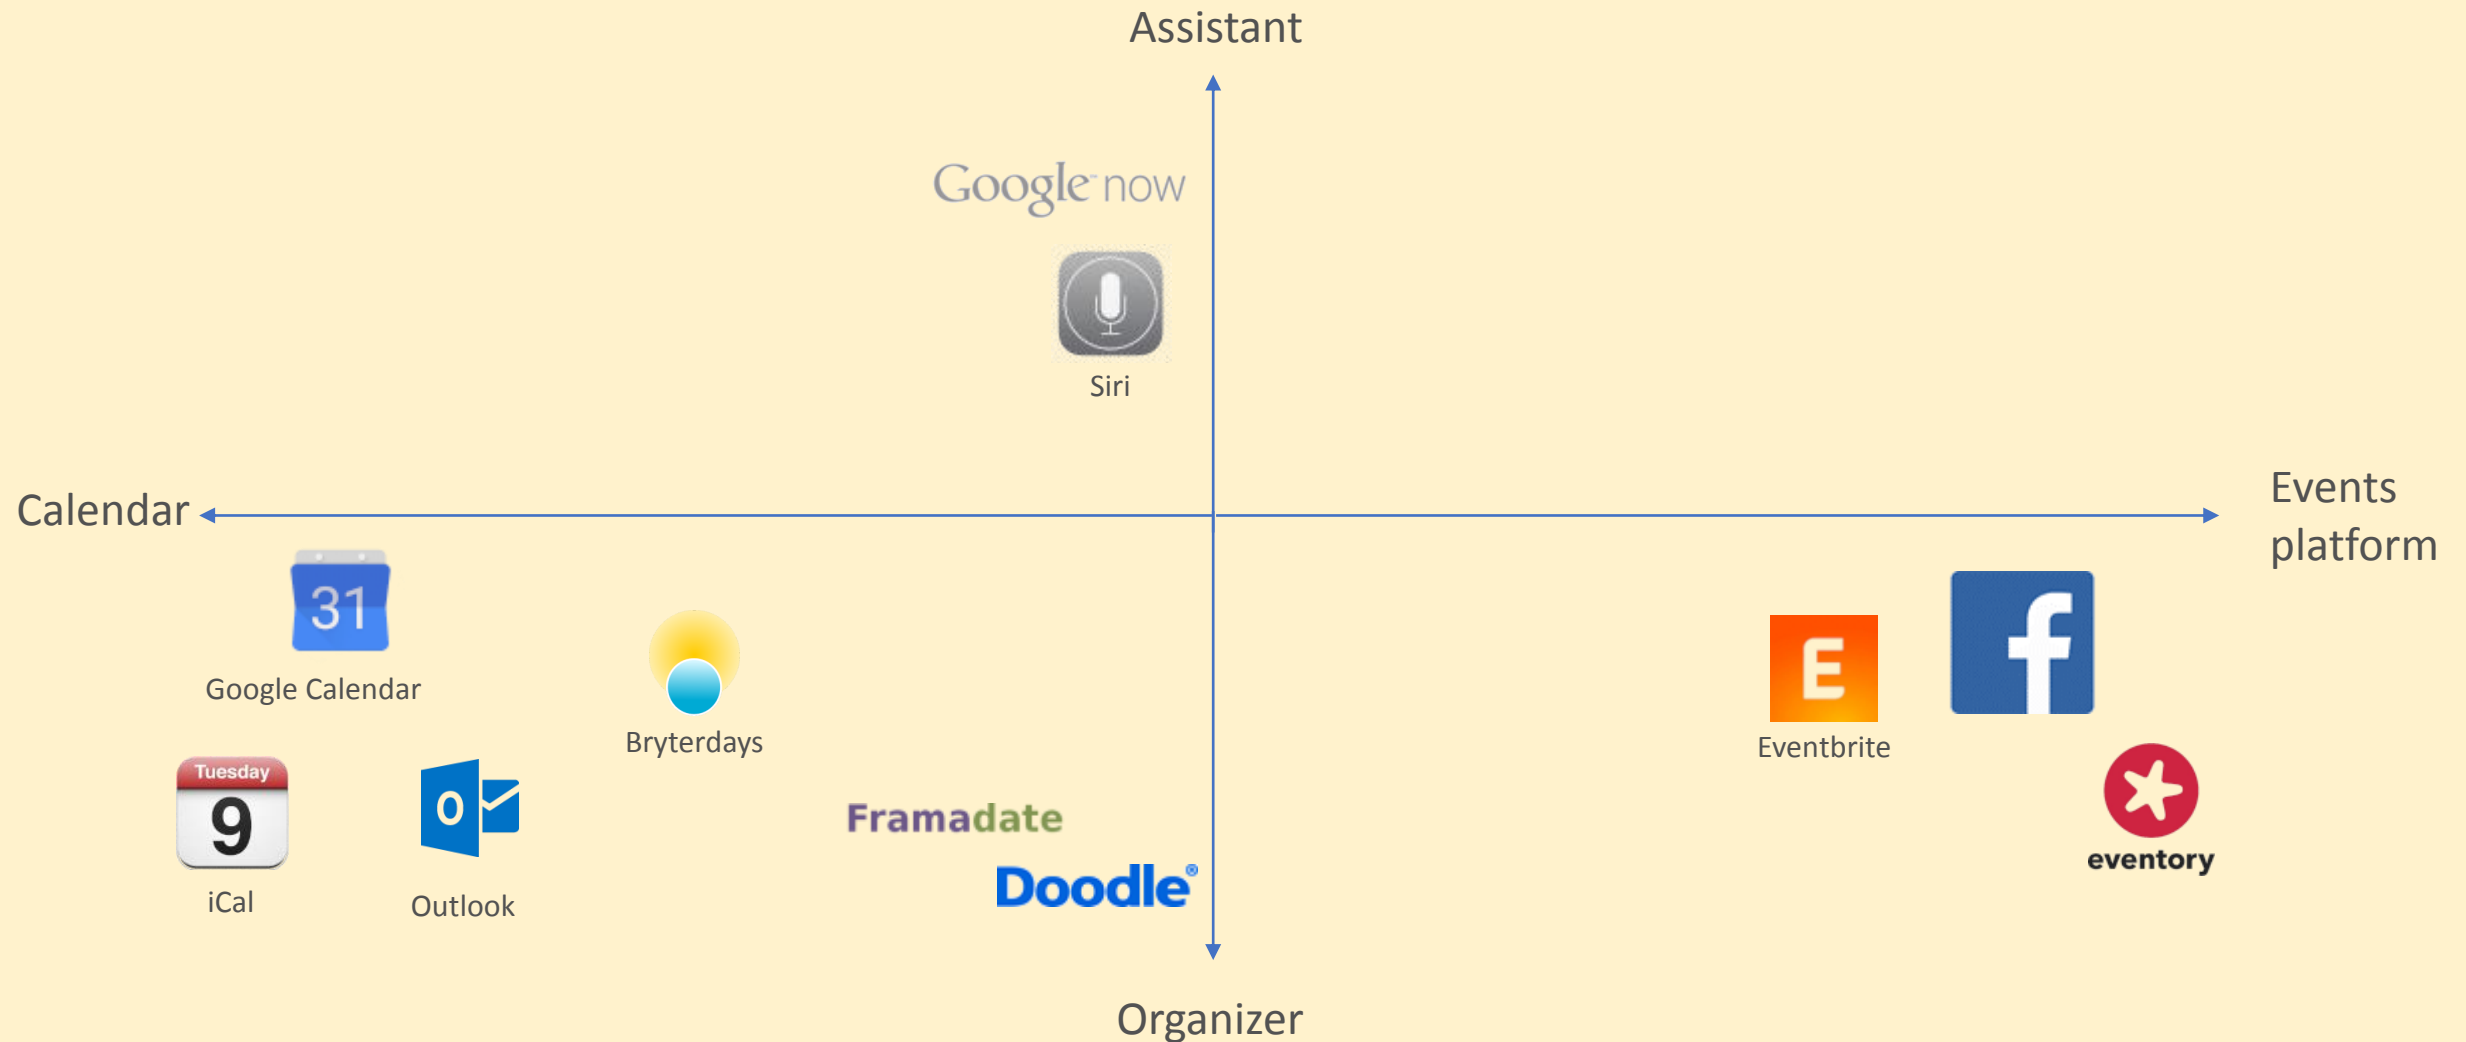 Assistant
Google now
Siri
Calendar
Events
platform
31
Google Calendar
Bryterdays
E
Eventbrite
f
Tuesday
9
iCal
O
Outlook
Framadate
Doodle®
eventory
Organizer